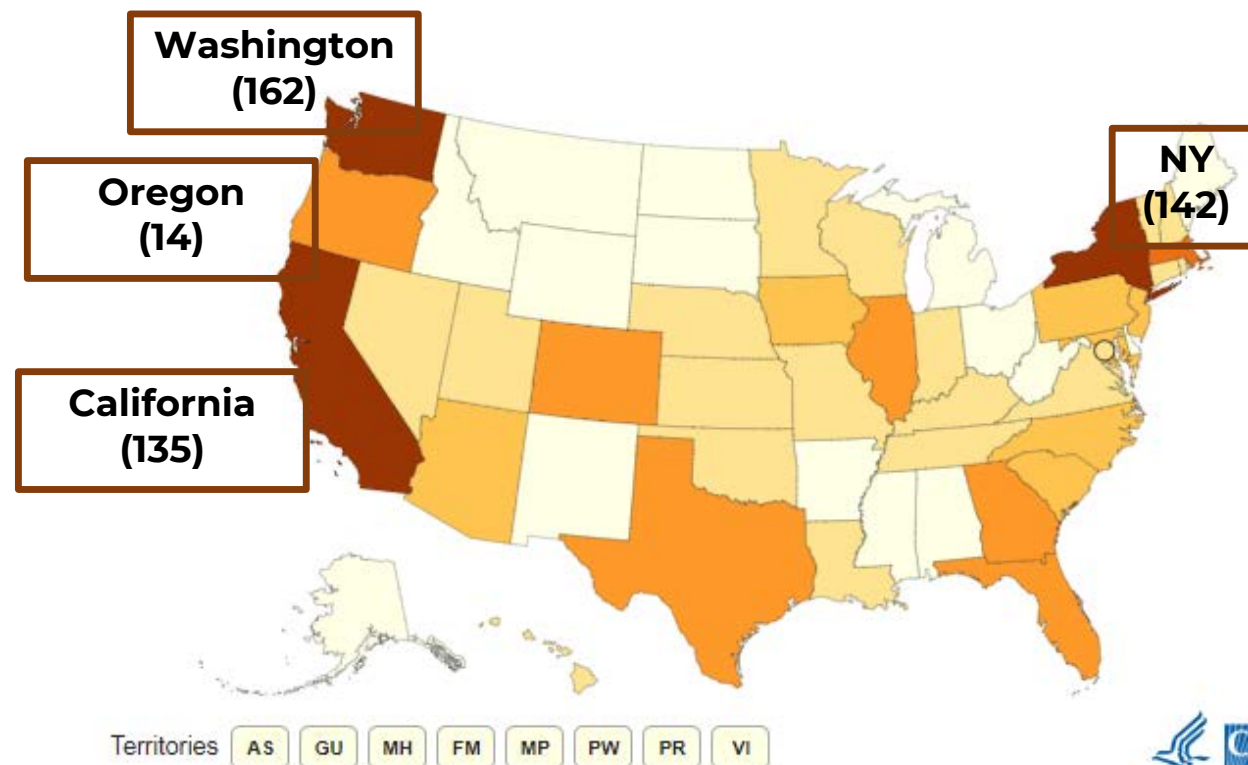 Washington
(162)
NY
(142)
Oregon
(14)
California
(135)
Territories AS GU MH FM MP PW PR VI